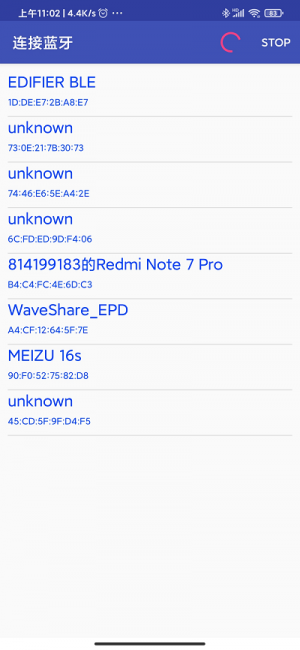 上午11:02 | 4.4K/s ···
83
连接蓝牙
STOP
EDIFIER BLE
1D:DE:E7:2B:A8:E7
unknown
73:0E:21:7B:30:73
unknown
74:46:E6:5E:A4:2E
unknown
6C:FD:ED:9D:F4:06
814199183的Redmi Note 7 Pro
B4:C4:FC:4E:6D:C3
WaveShare_EPD
A4:CF:12:64:5F:7E
MEIZU 16s
90:F0:52:75:82:D8
unknown
45:CD:5F:9F:D4:F5